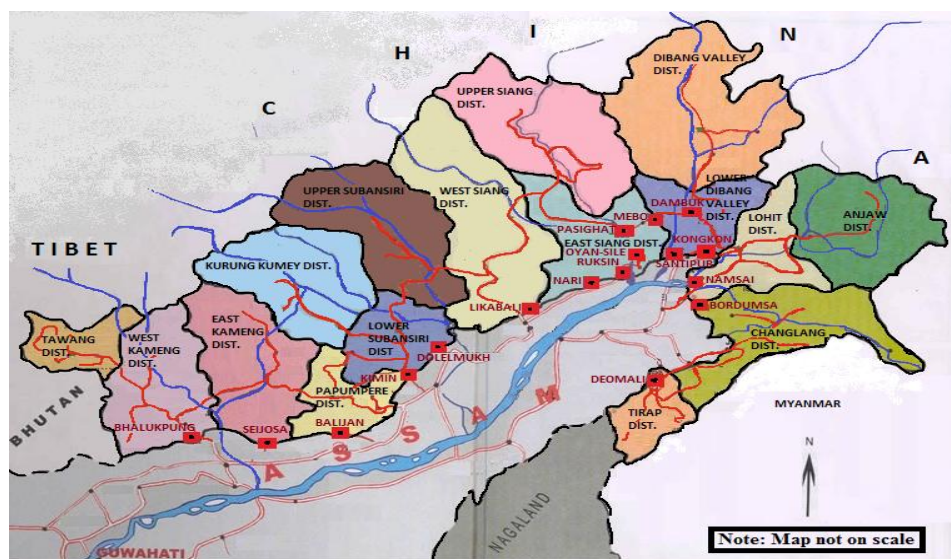 C
H
I
N
A
TIBET
BHUTAN
DIBANG VALLEY
DIST.
UPPER SIANG
DIST.
UPPER SUBANSIRI
DIST.
WEST SIANG
DIST.
LOWER
DIBANG
VALLEY
DIST.
DAMBUK
MEBO
PASIGHAT
LOHIT
DIST.
ANJAW
DIST.
EAST SIANG DIST.
OYAN-SILE
RUKSIN
KONGKON
SANTIPUR
NARI
NAMSAI
KURUNG KUMEY DIST.
LIKABALI
BORDUMSA
TAWANG
DIST.
WEST
KAMENG
DIST.
EAST
KAMENG
DIST.
LOWER
SUBANSIRI
DIST
DOLELMUKH
CHANGLANG
DIST.
KIMIN
PAPUMPERE
DIST.
DEOMALI
MYANMAR
TIRAP
DIST.
BHALUKPUNG
SEIJOSA
BALIJAN
ASSAM
NAGALAND
N
GUWAHATI
Note: Map not on scale